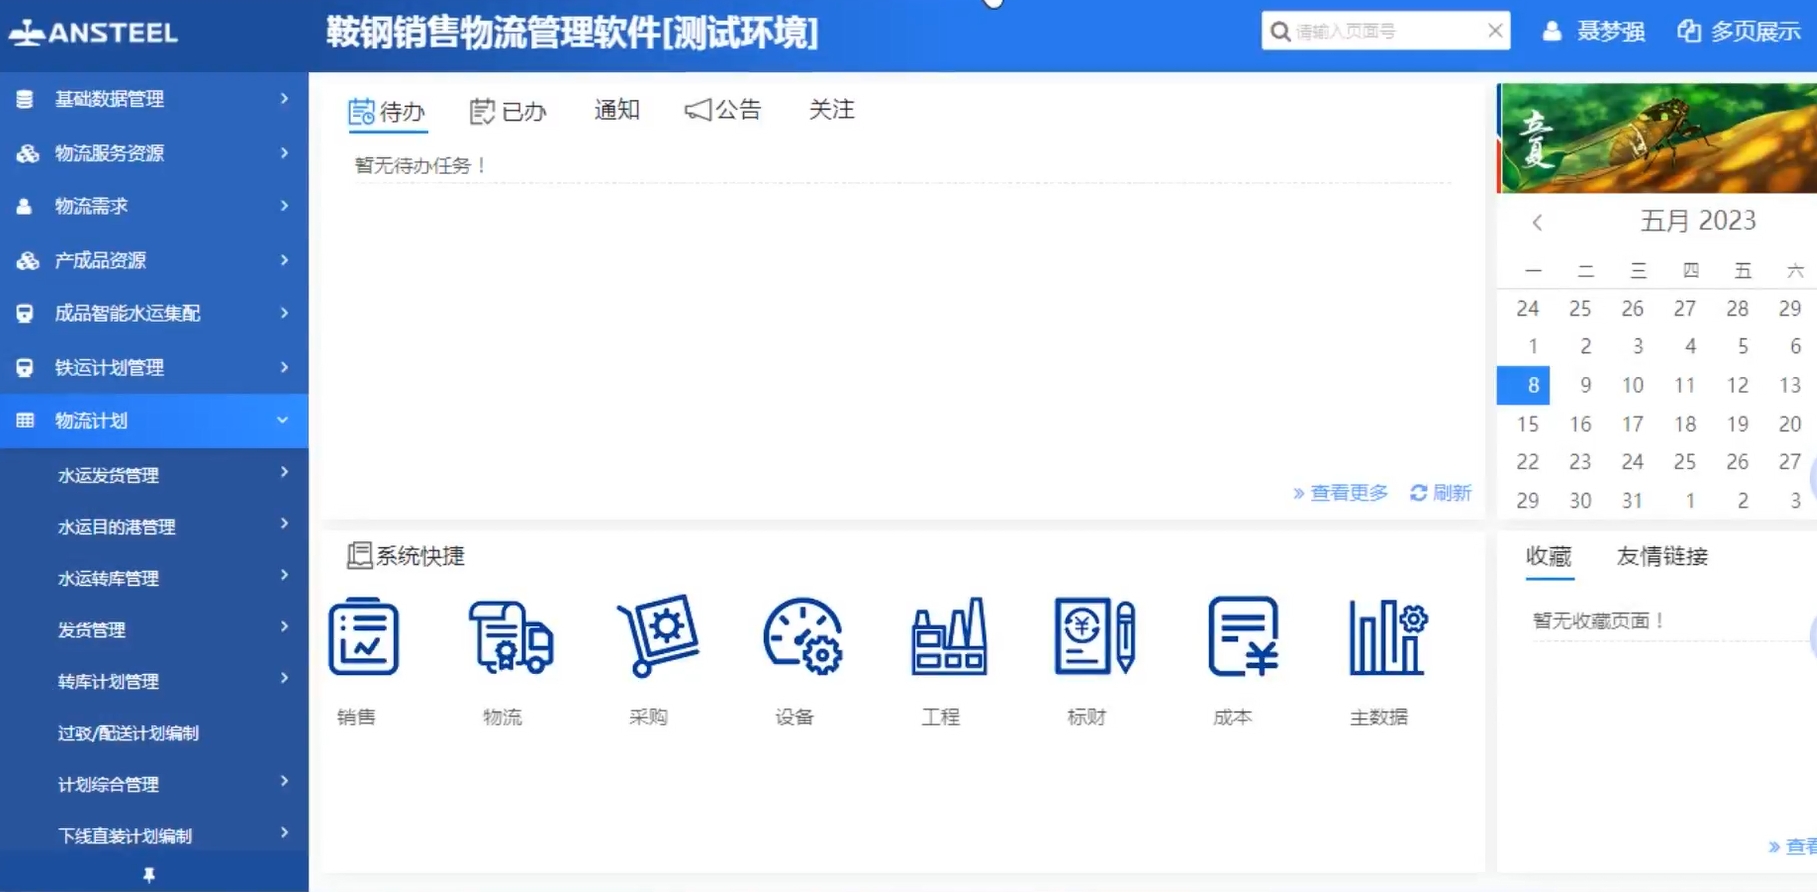 ANSTEEL
鞍钢销售物流管理软件[测试环境]
请输入页面号
聂梦强
多页展示
基础数据管理
物流服务资源
物流需求
产成品资源
成品智能水运集配
铁运计划管理
物流计划
水运发货管理
水运目的港管理
水运转库管理
发货管理
转库计划管理
过驳/配送计划编制
计划综合管理
下线直装计划编制
待办 已办 通知 公告 关注
暂无待办任务！
» 查看更多 刷新
系统快捷
销售 物流 采购 设备 工程 标财 成本 主数据
立夏
五月 2023
一 二 三 四 五 六
24 25 26 27 28 29
1 2 3 4 5 6
8 9 10 11 12 13
15 16 17 18 19 20
22 23 24 25 26 27
29 30 31 1 2 3
收藏 友情链接
暂无收藏页面！
» 查看